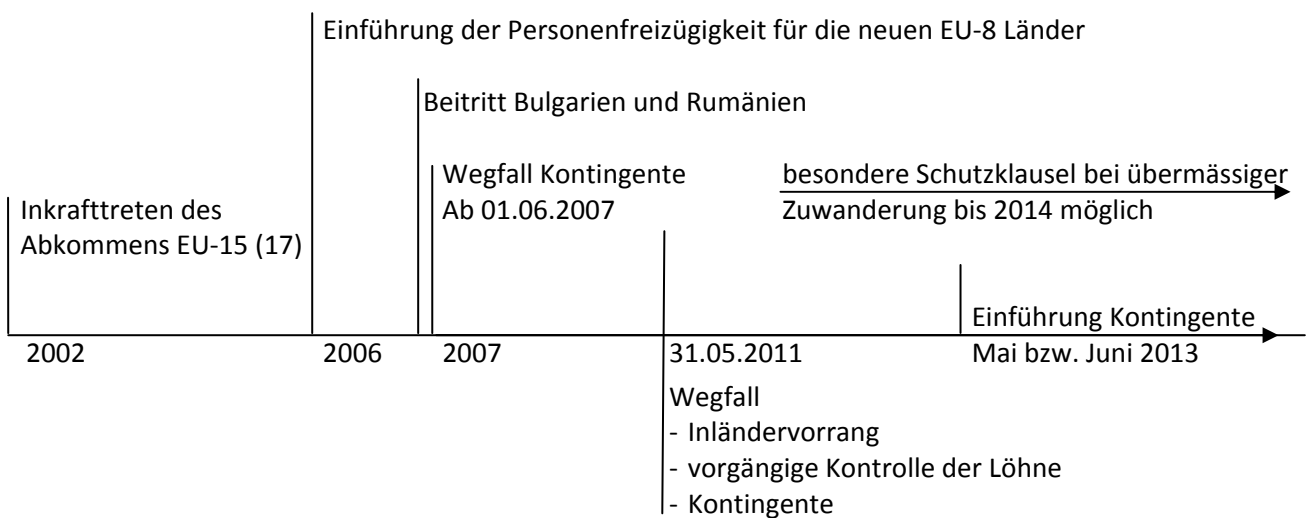 Einführung der Personenfreizügigkeit für die neuen EU-8 Länder
Beitritt Bulgarien und Rumänien
Wegfall Kontingente
Ab 01.06.2007
besondere Schutzklausel bei übermässiger
Zuwanderung bis 2014 möglich
Inkrafttreten des
Abkommens EU-15 (17)
Einführung Kontingente
Mai bzw. Juni 2013
2002
2006
2007
31.05.2011
Wegfall
- Inländervorrang
- vorgängige Kontrolle der Löhne
- Kontingente